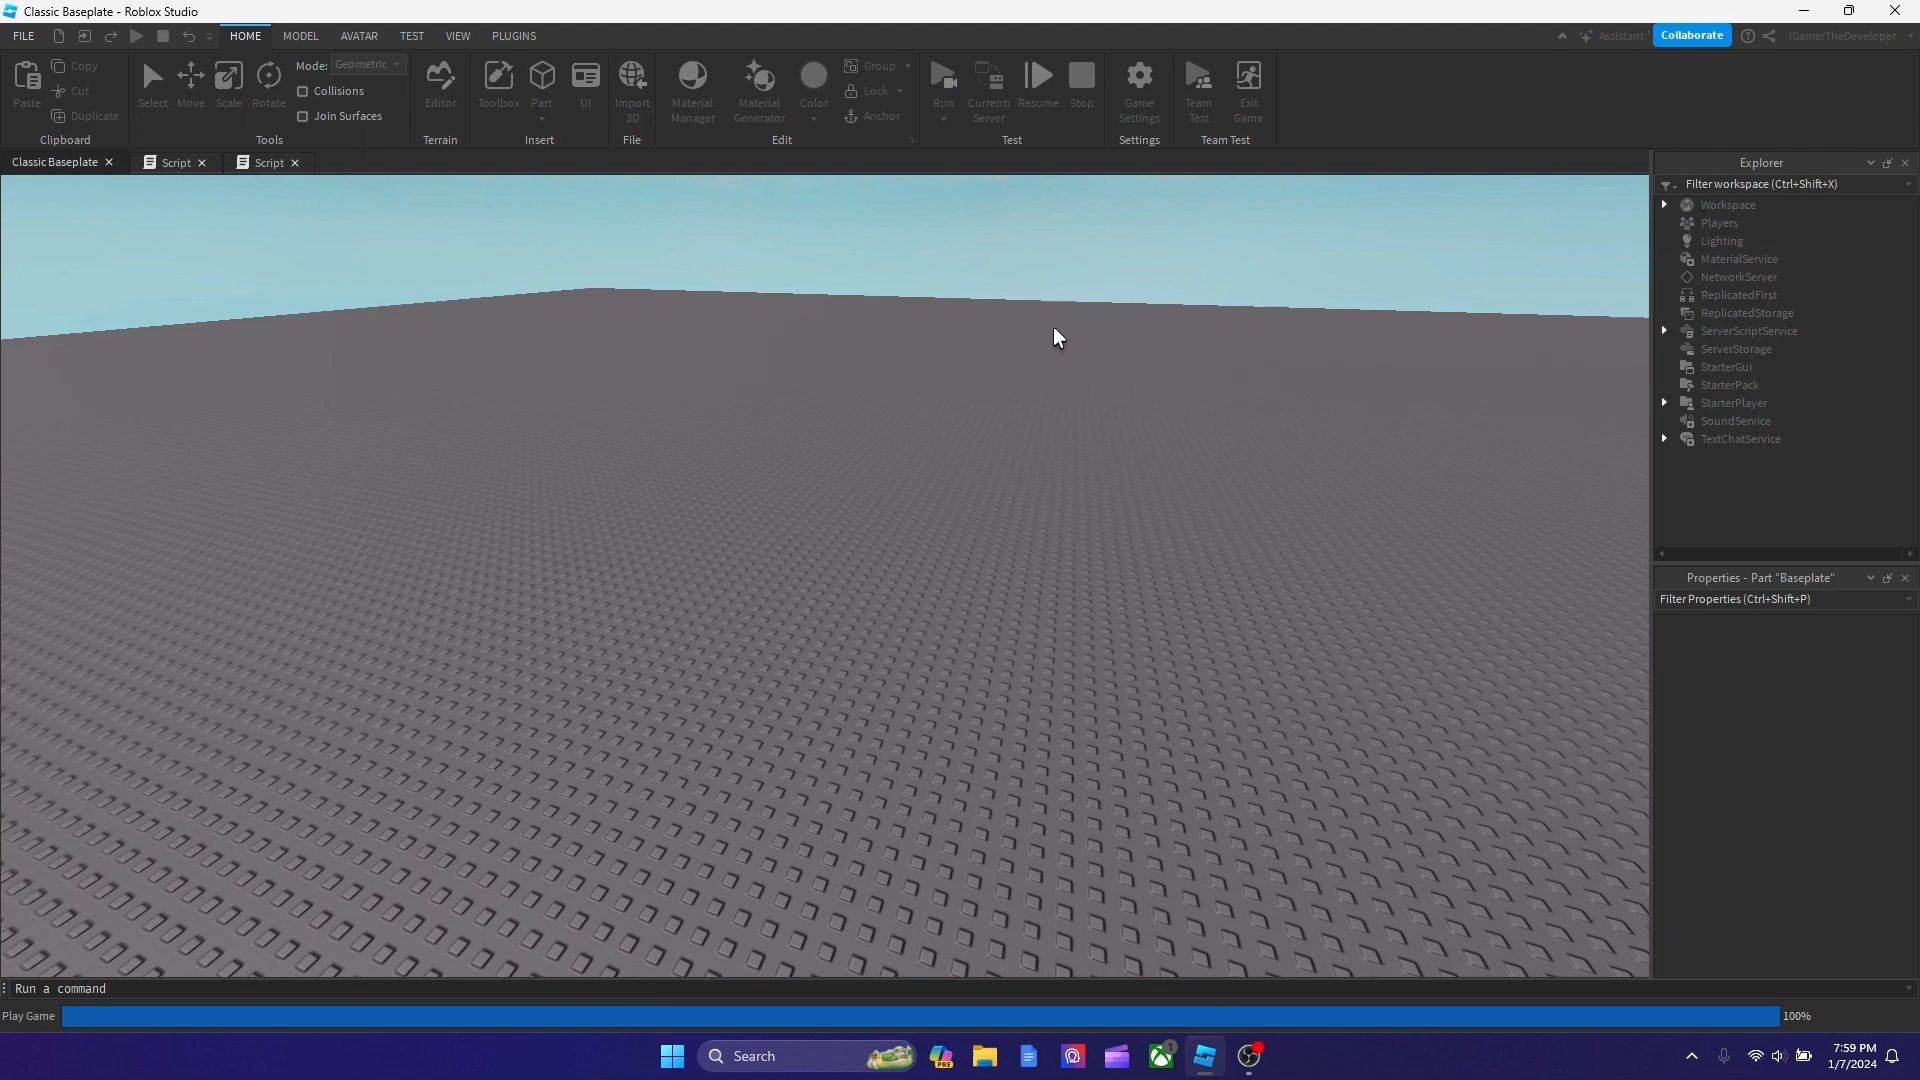 Classic Baseplate - Roblox Studio
FILE HOME MODEL AVATAR TEST VIEW PLUGINS Assistant Collaborate IGamerTheDeveloper
Paste Copy Cut Duplicate
Clipboard
Select Move Scale Rotate
Mode: Geometric
Collisions
Join Surfaces
Tools
Editor
Terrain
Toolbox Part UI
Insert
Import 3D
File
Material Manager Material Generator Color Group Lock Anchor
Edit
Run Current: Server Resume Stop
Test
Game Settings
Settings
Team Test Exit Game
Team Test
Classic Baseplate Script Script
Explorer
Filter workspace (Ctrl+Shift+X)
Workspace
Players
Lighting
MaterialService
NetworkServer
ReplicatedFirst
ReplicatedStorage
ServerScriptService
ServerStorage
StarterGui
StarterPack
StarterPlayer
SoundService
TextChatService
Properties - Part "Baseplate"
Filter Properties (Ctrl+Shift+P)
Run a command
Play Game 100%
Search
PRE
1
7:59 PM
1/7/2024